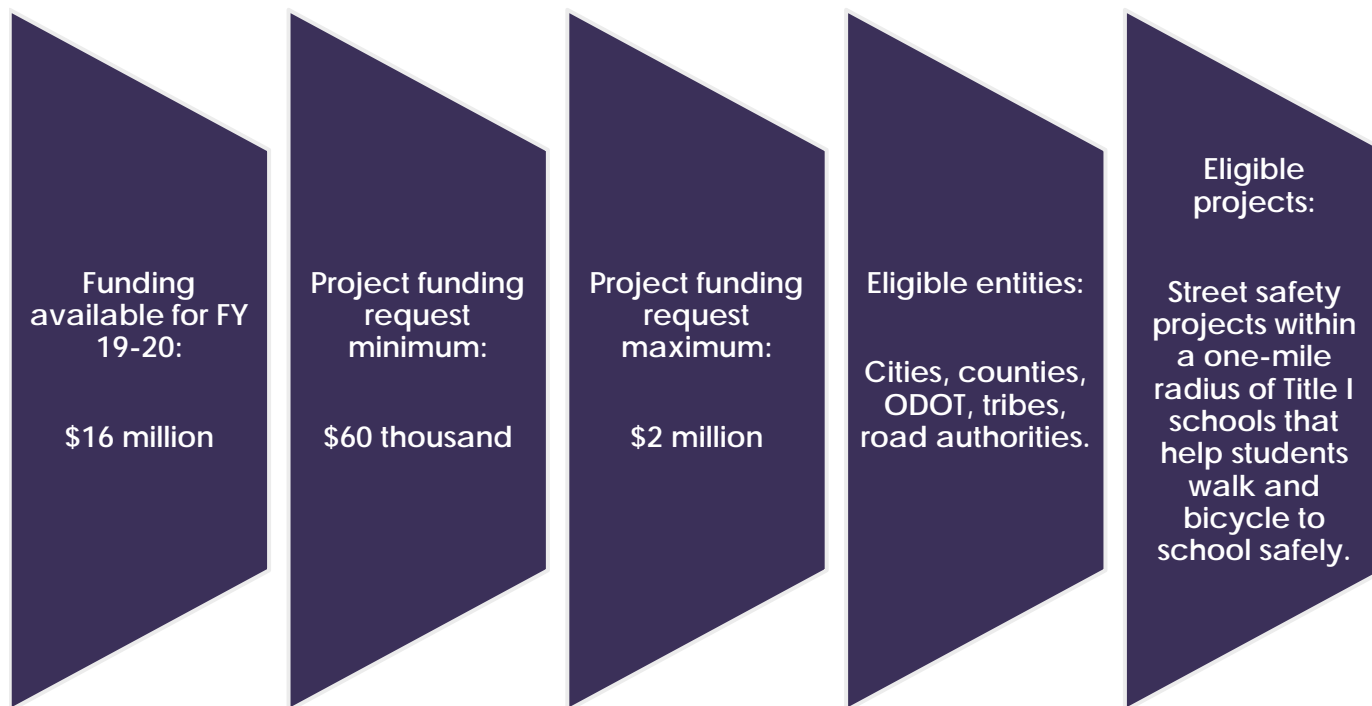 Funding
available for FY
19-20:
$16 million
Project funding
request
minimum:
$60 thousand
Project funding
request
maximum:
$2 million
Eligible entities:
Cities, counties,
ODOT, tribes,
road authorities.
Eligible
projects:
Street safety
projects within
a one-mile
radius of Title I
schools that
help students
walk and
bicycle to
school safely.